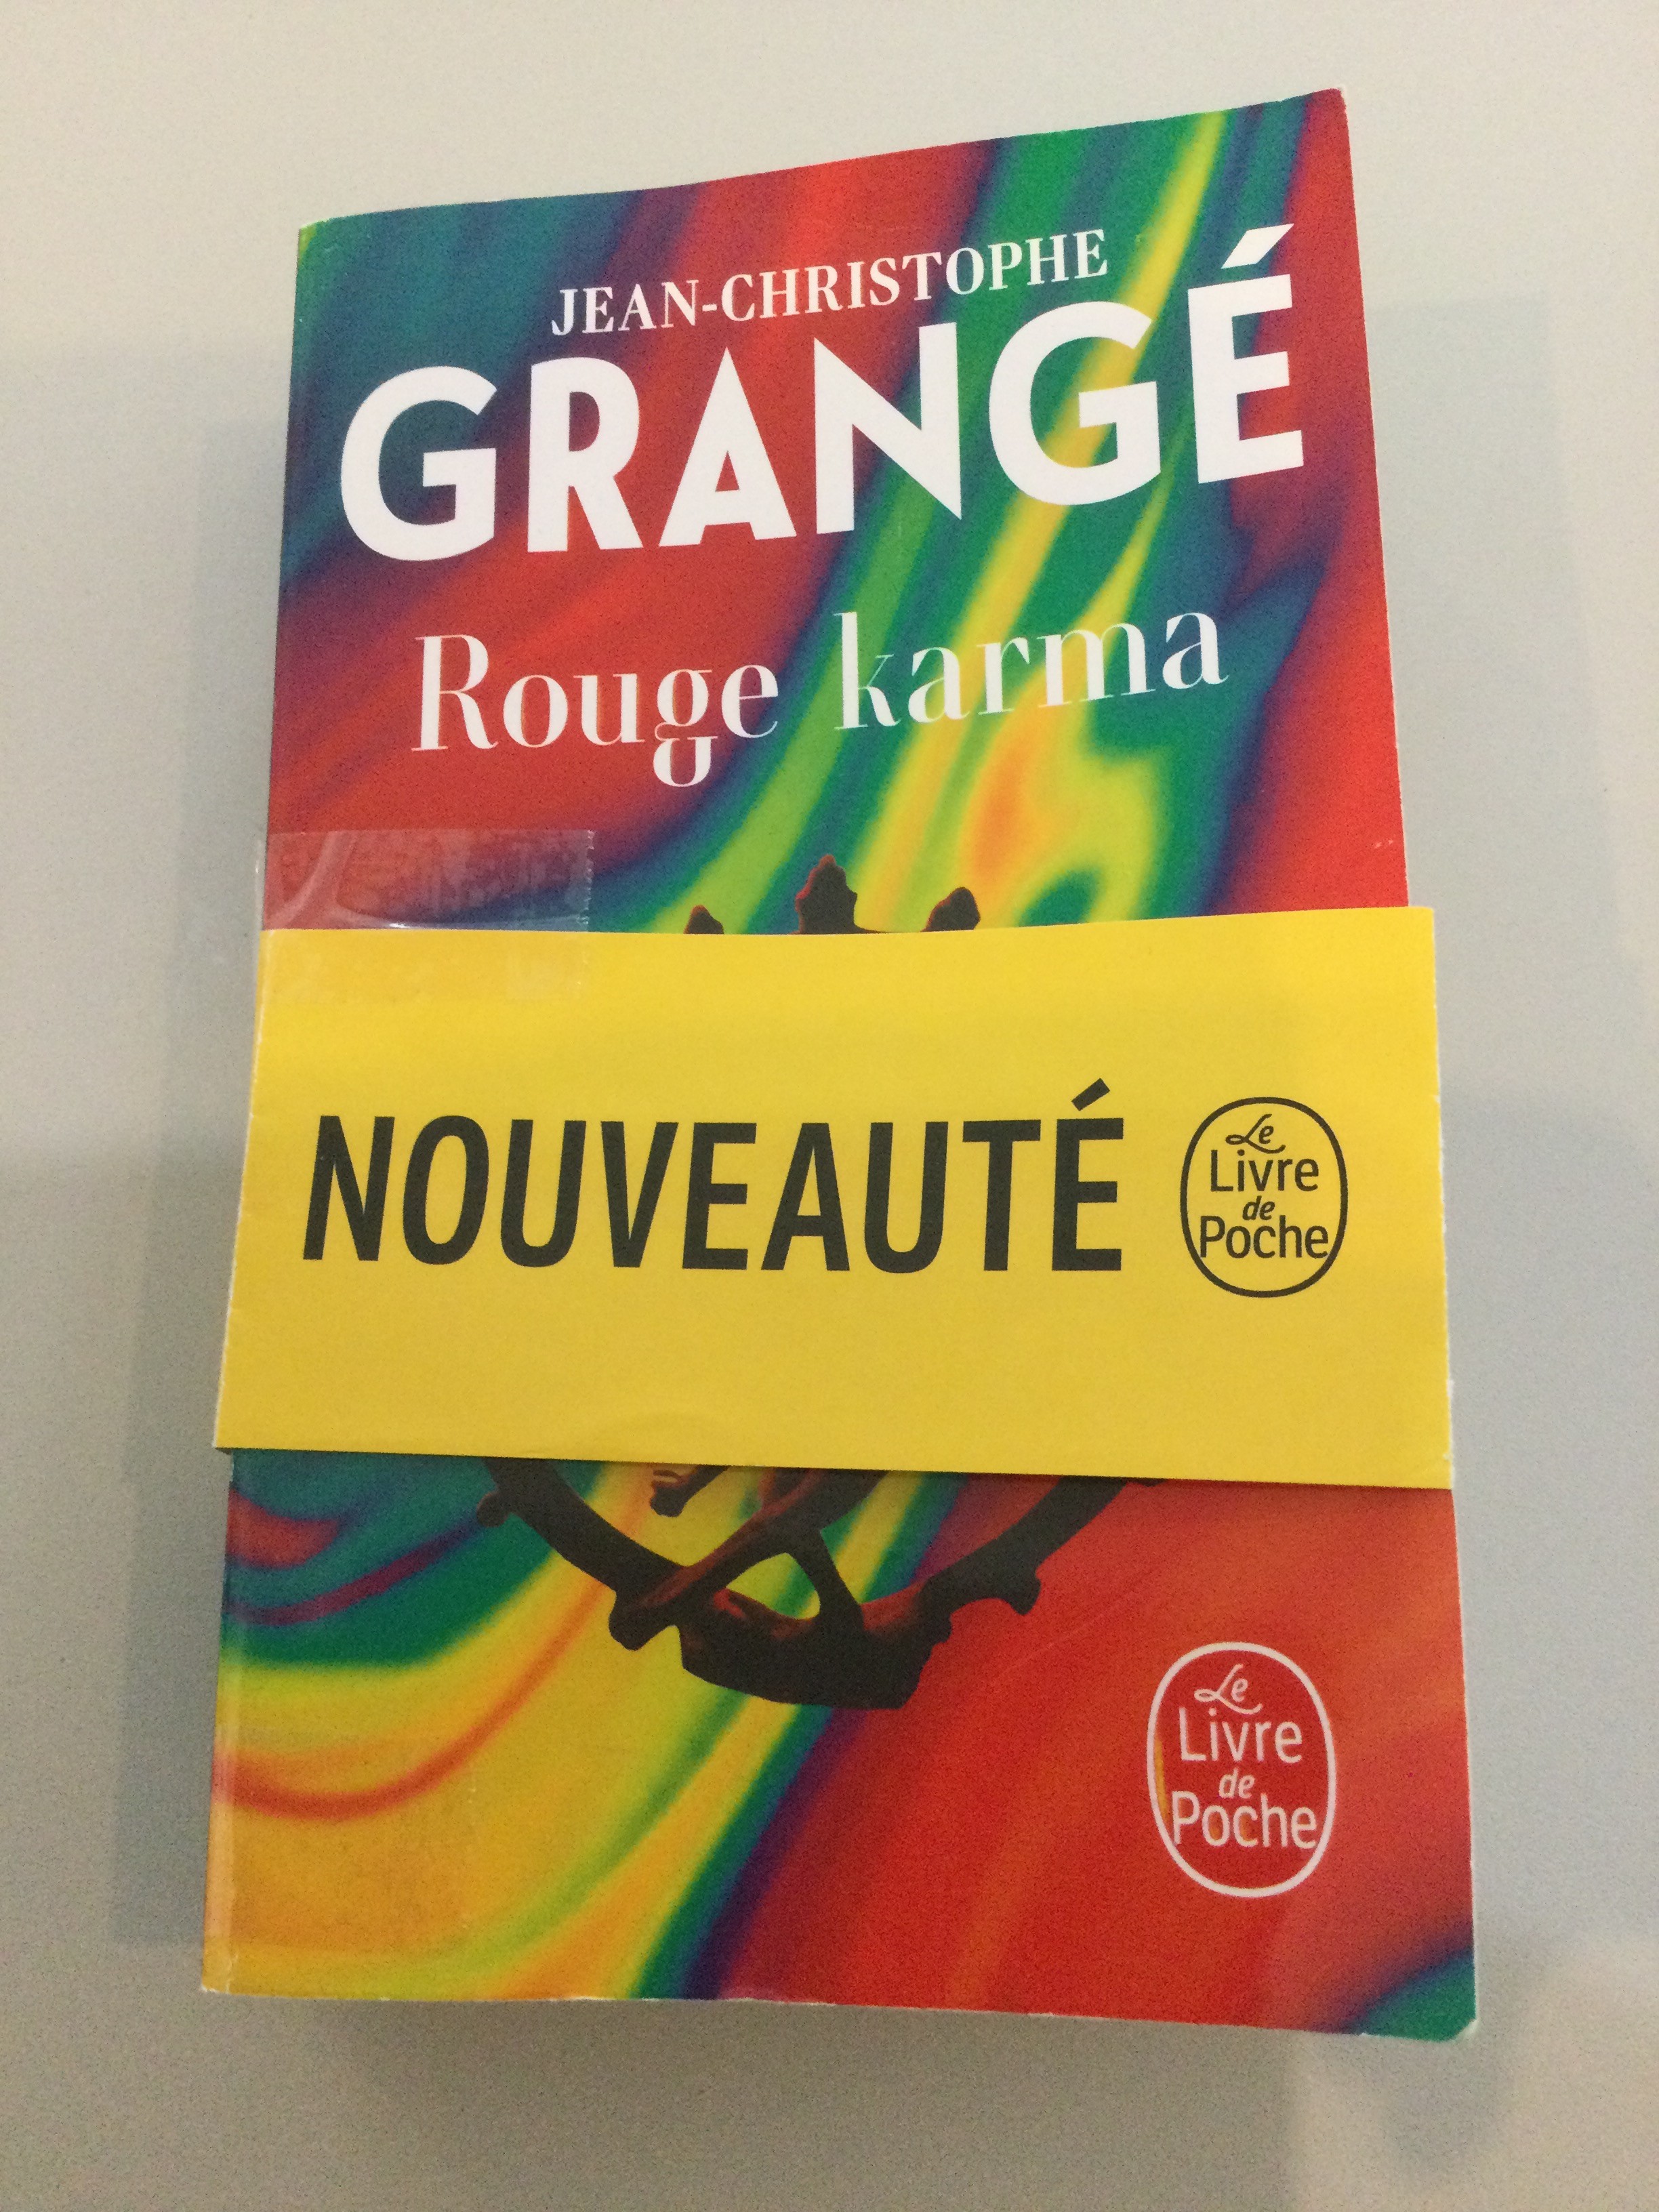 JEAN-CHRISTOPHE
GRANGÉ
Rouge karma
NOUVEAUTÉ
Le
Livre
de
Poche
Le
Livre
de
Poche